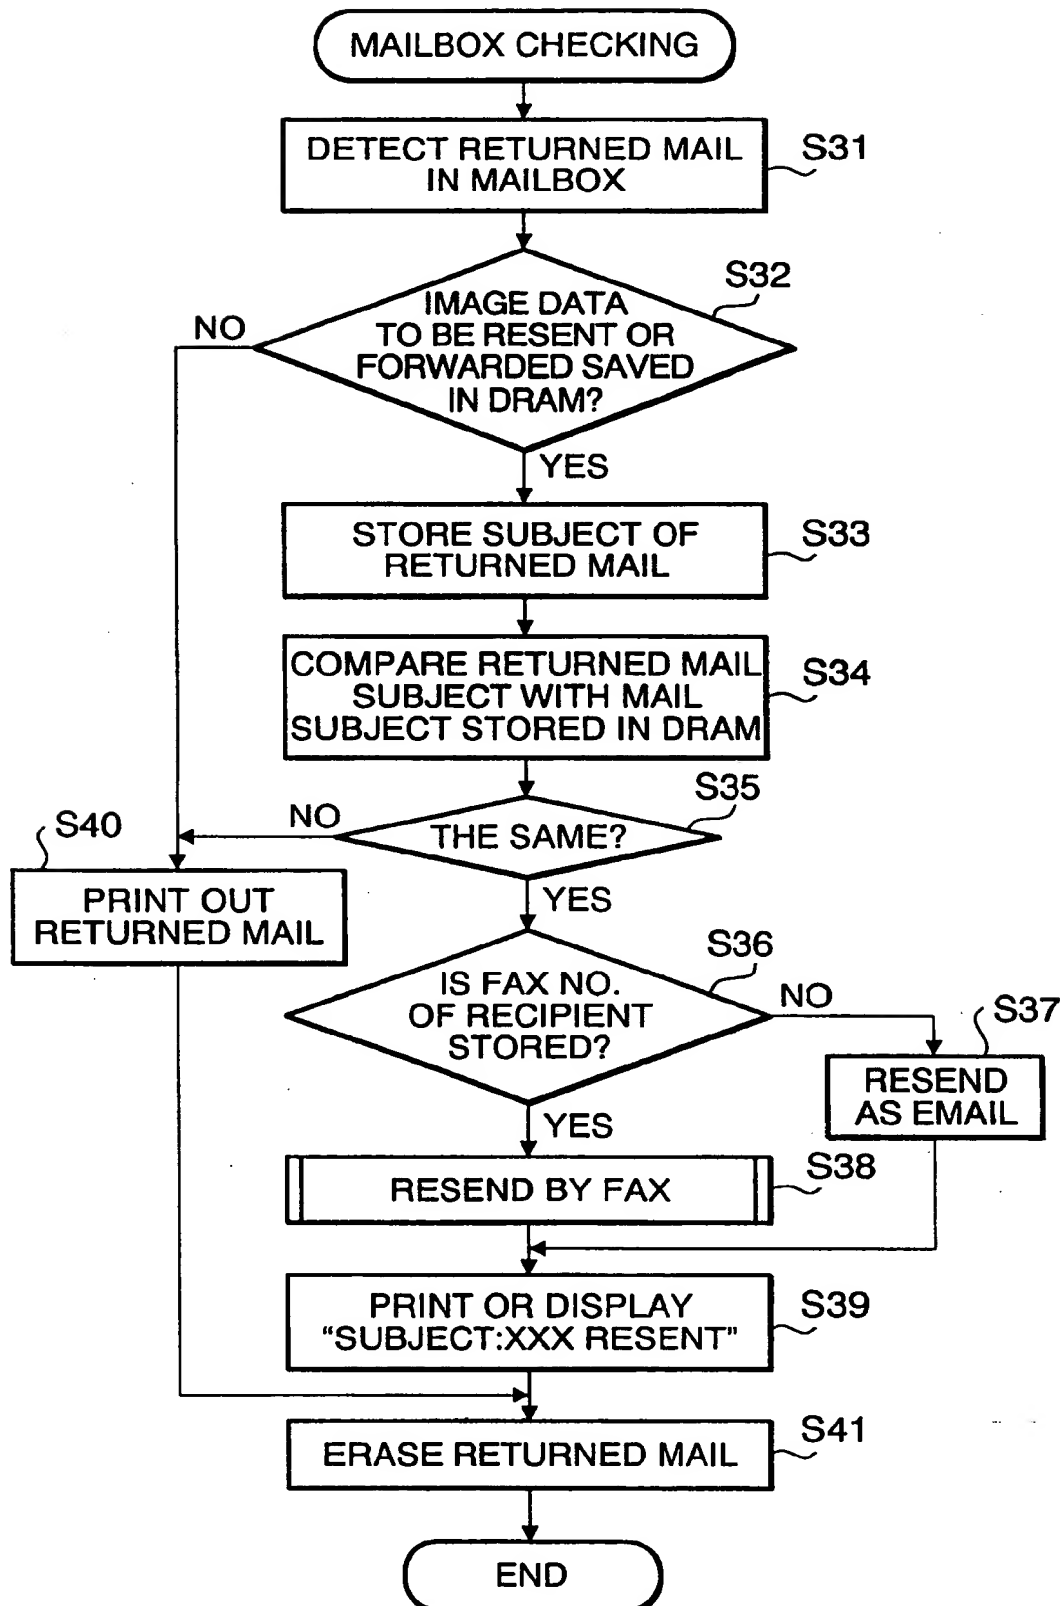 MAILBOX CHECKING
DETECT RETURNED MAIL
IN MAILBOX
S31
IMAGE DATA
TO BE RESENT OR
FORWARDED SAVED
IN DRAM?
S32
NO
YES
STORE SUBJECT OF
RETURNED MAIL
S33
COMPARE RETURNED MAIL
SUBJECT WITH MAIL
SUBJECT STORED IN DRAM
S34
THE SAME?
S35
NO
YES
S40
PRINT OUT
RETURNED MAIL
IS FAX NO.
OF RECIPIENT
STORED?
S36
NO
YES
S37
RESEND
AS EMAIL
RESEND BY FAX
S38
PRINT OR DISPLAY
“SUBJECT:XXX RESENT”
S39
ERASE RETURNED MAIL
S41
END